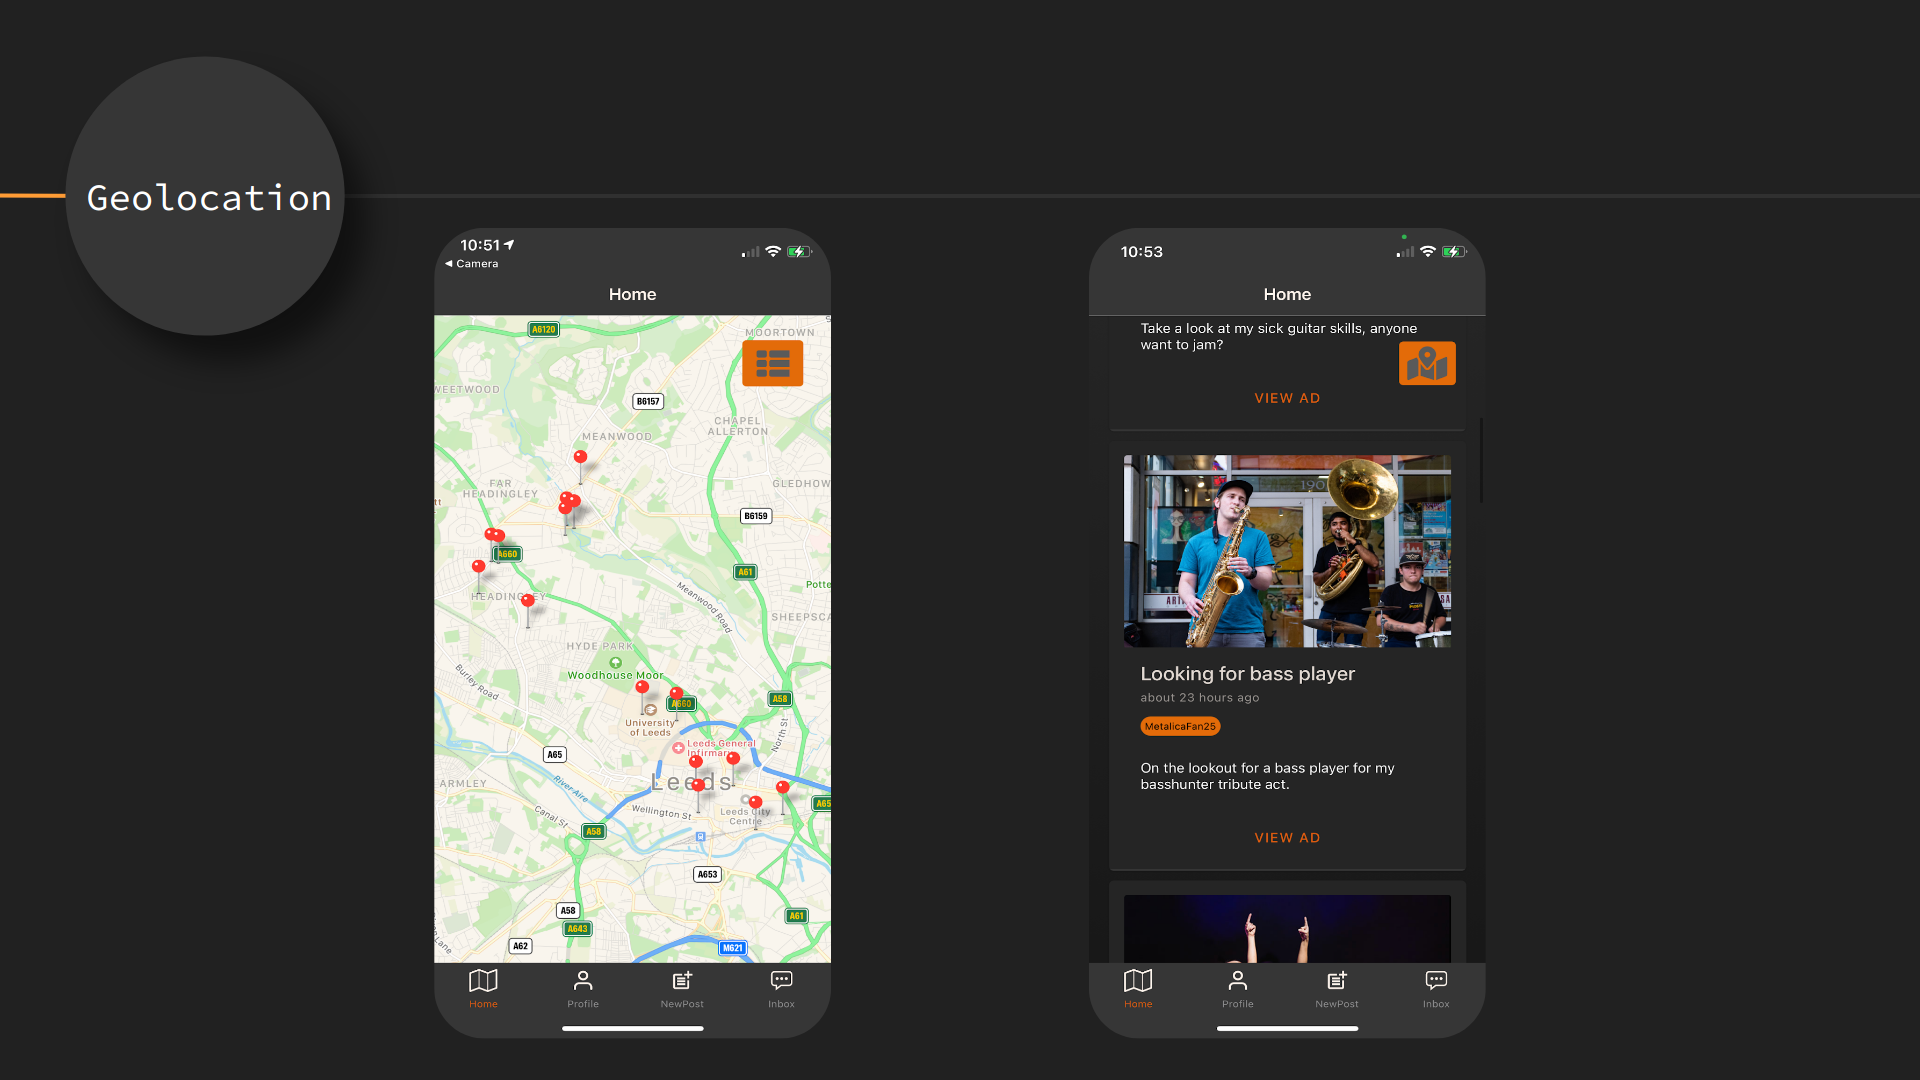 Geolocation
10:51
Camera
Home
A6120
MOORTOWN
B6157
CHAPEL
ALLERTON
MEANWOOD
FAR
HEADINGLEY
GLEDHOW
B6159
A660
A61
Meanwood Road
HEADINGLEY
SHEEPSCA
HYDE PARK
Woodhouse Moor
Burley Road
A660
A58
University
of Leeds
North St
Leeds General
Infirmary
A65
Leeds
ARMLEY
River Aire
Canal St
Wellington St
Leeds City
Centre
A65
A58
A653
A58
A643
A61
A62
M621
Home
Profile
NewPost
Inbox
10:53
Home
Take a look at my sick guitar skills, anyone
want to jam?
VIEW AD
190
Looking for bass player
about 23 hours ago
MetalicaFan25
On the lookout for a bass player for my
basshunter tribute act.
VIEW AD
Home
Profile
NewPost
Inbox